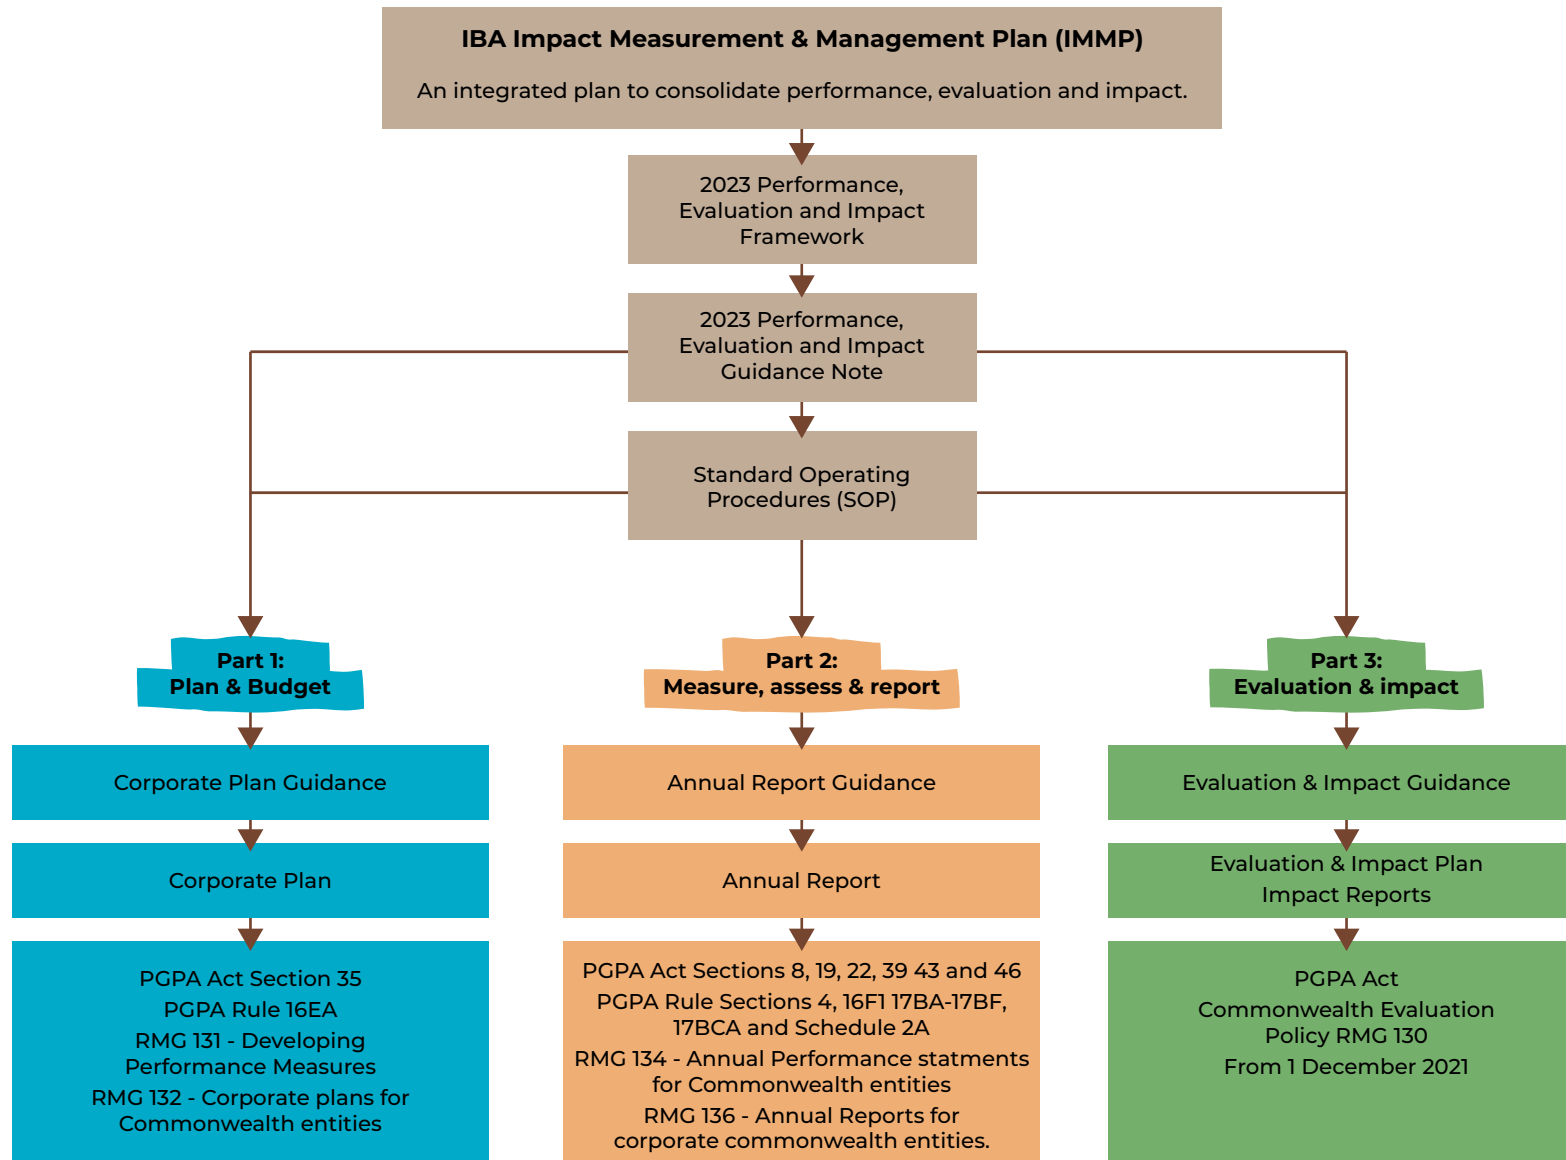 IBA Impact Measurement & Management Plan (IMMP)
An integrated plan to consolidate performance, evaluation and impact.
2023 Performance,
Evaluation and Impact
Framework
2023 Performance,
Evaluation and Impact
Guidance Note
Standard Operating
Procedures (SOP)
Part 1:
Plan & Budget
Corporate Plan Guidance
Corporate Plan
PGPA Act Section 35
PGPA Rule 16EA
RMG 131 - Developing
Performance Measures
RMG 132 - Corporate plans for
Commonwealth entities
Part 2:
Measure, assess & report
Annual Report Guidance
Annual Report
PGPA Act Sections 8, 19, 22, 39 43 and 46
PGPA Rule Sections 4, 16F1 17BA-17BF,
17BCA and Schedule 2A
RMG 134 - Annual Performance statments
for Commonwealth entities
RMG 136 - Annual Reports for
corporate commonwealth entities.
Part 3:
Evaluation & impact
Evaluation & Impact Guidance
Evaluation & Impact Plan
Impact Reports
PGPA Act
Commonwealth Evaluation
Policy RMG 130
From 1 December 2021